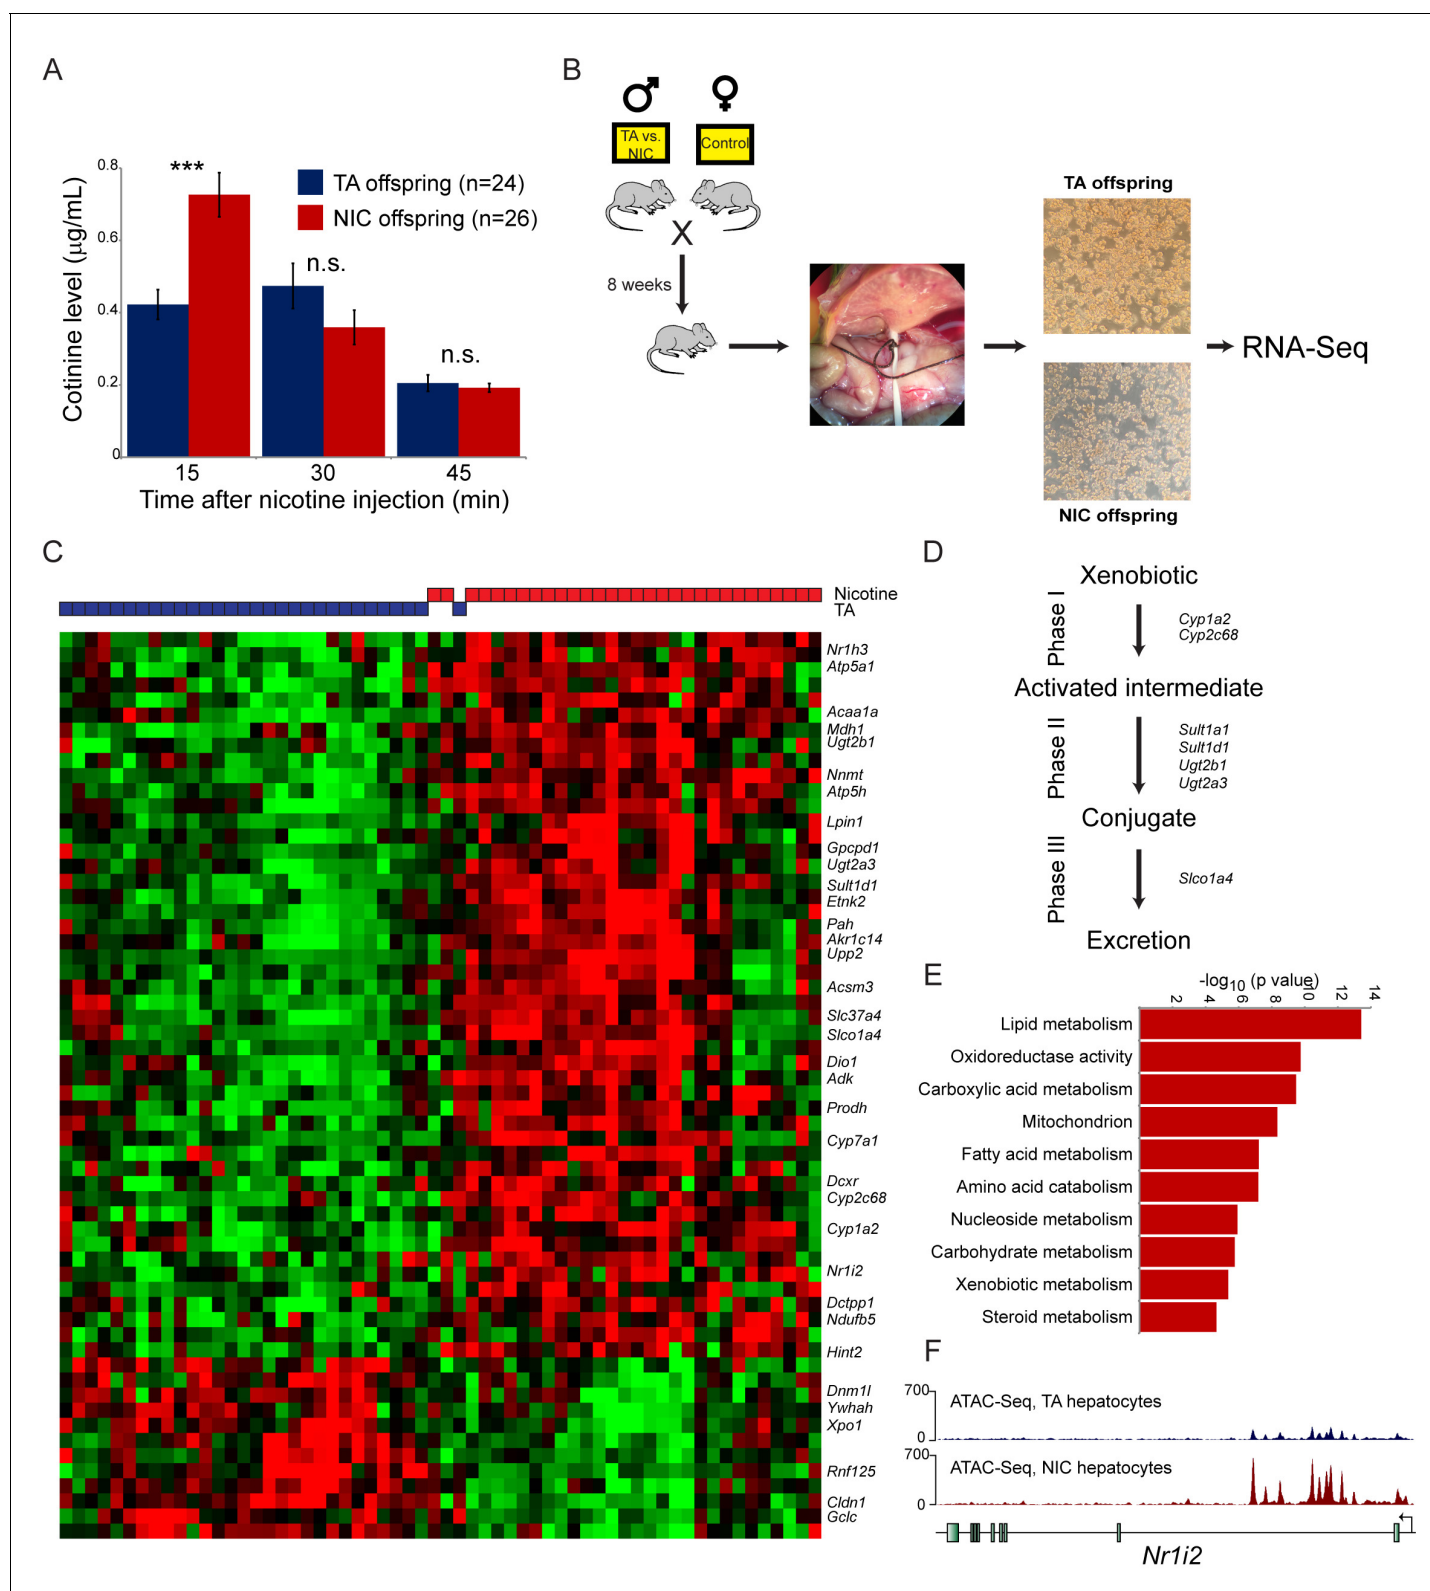 A
0.8
0.6
0.4
0.2
0
Cotinine level (µg/mL)
***
n.s.
n.s.
TA offspring (n=24)
NIC offspring (n=26)
15 30 45
Time after nicotine injection (min)
B
TA vs.
NIC
Control
X
8 weeks
TA offspring
NIC offspring
RNA-Seq
C
Nicotine
TA
Nr1h3
Atp5a1
Acaa1a
Mdh1
Ugt2b1
Nnmt
Atp5h
Lpin1
Gpcpd1
Ugt2a3
Sult1d1
Etnk2
Pah
Akr1c14
Upp2
Acsm3
Slc37a4
Slco1a4
Dio1
Adk
Prodh
Cyp7a1
Dcxr
Cyp2c68
Cyp1a2
Nr1i2
Dctpp1
Ndufb5
Hint2
Dnm1l
Ywhah
Xpo1
Rnf125
Cldn1
Gclc
D
Xenobiotic
Phase I
Cyp1a2
Cyp2c68
Activated intermediate
Phase II
Sult1a1
Sult1d1
Ugt2b1
Ugt2a3
Conjugate
Phase III
Slco1a4
Excretion
E
-log10 (p value)
2 4 6 8 10 12 14
Lipid metabolism
Oxidoreductase activity
Carboxylic acid metabolism
Mitochondrion
Fatty acid metabolism
Amino acid catabolism
Nucleoside metabolism
Carbohydrate metabolism
Xenobiotic metabolism
Steroid metabolism
F
700
ATAC-Seq, TA hepatocytes
0
700
ATAC-Seq, NIC hepatocytes
0
Nr1i2